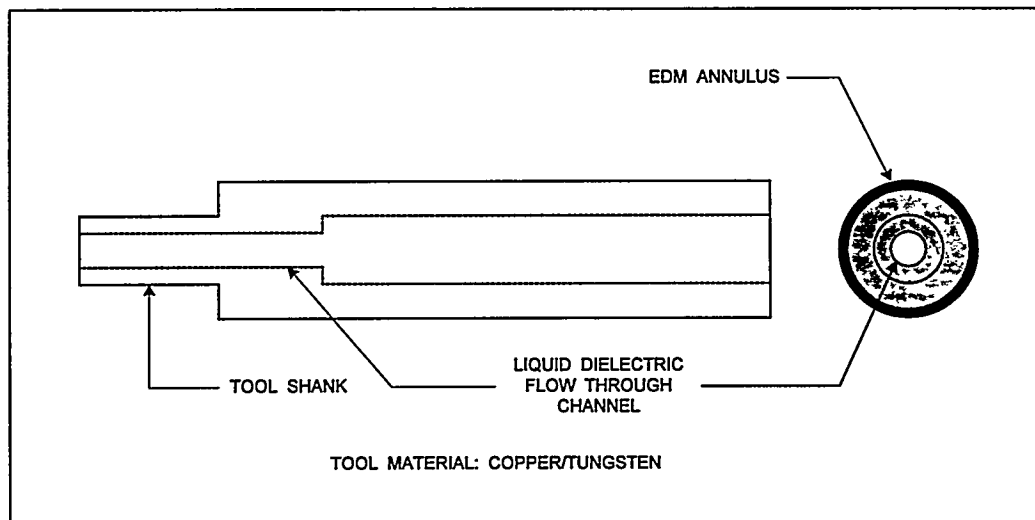 EDM ANNULUS
TOOL SHANK
LIQUID DIELECTRIC
FLOW THROUGH
CHANNEL
TOOL MATERIAL: COPPER/TUNGSTEN